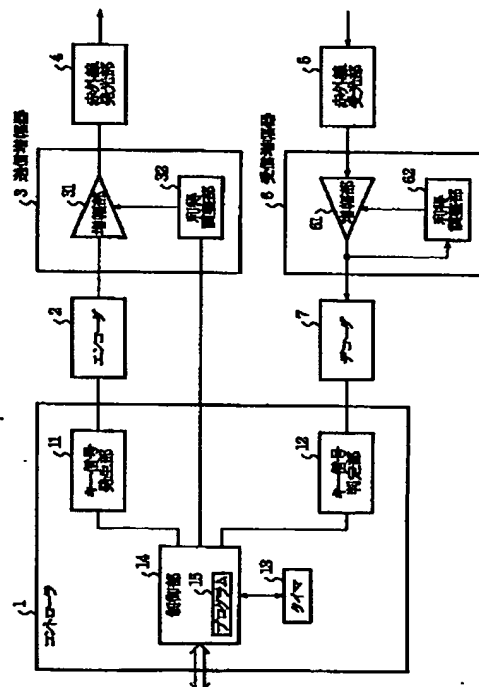 1
コントローラ
14
制御部
15
プログラム
13
タイマ
11
キー信号
発生部
12
キー信号
判定部
2
エンコーダ
7
デコーダ
3 送信増幅器
31
増幅部
32
利得
調整部
6 受信増幅器
61
増幅部
62
利得
調整部
4
赤外線
発光部
5
赤外線
受光部